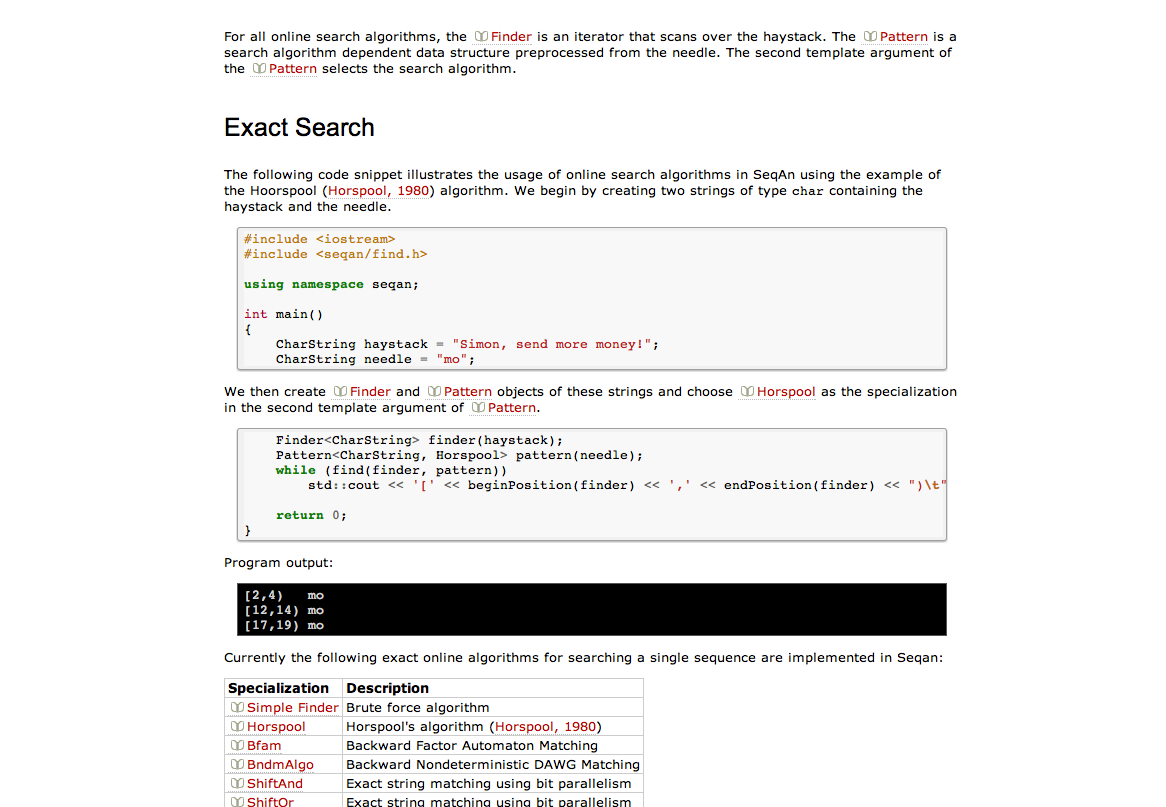 For all online search algorithms, the Finder is an iterator that scans over the haystack. The Pattern is a
search algorithm dependent data structure preprocessed from the needle. The second template argument of
the Pattern selects the search algorithm.
Exact Search
The following code snippet illustrates the usage of online search algorithms in SeqAn using the example of
the Hoorspool (Horspool, 1980) algorithm. We begin by creating two strings of type char containing the
haystack and the needle.
#include <iostream>
#include <seqan/find.h>
using namespace seqan;
int main()
{
CharString haystack = "Simon, send more money!";
CharString needle = "mo";
We then create Finder and Pattern objects of these strings and choose Horspool as the specialization
in the second template argument of Pattern.
Finder<CharString> finder(haystack);
Pattern<CharString, Horspool> pattern(needle);
while (find(finder, pattern))
std::cout << '[' << beginPosition(finder) << ',' << endPosition(finder) << ")\t"
return 0;
}
Program output:
[2,4) mo
[12,14) mo
[17,19) mo
Currently the following exact online algorithms for searching a single sequence are implemented in Seqan:
Specialization Description
Simple Finder Brute force algorithm
Horspool Horspool's algorithm (Horspool, 1980)
Bfam Backward Factor Automaton Matching
BndmAlgo Backward Nondeterministic DAWG Matching
ShiftAnd Exact string matching using bit parallelism
ShiftOr Exact string matching using bit parallelism